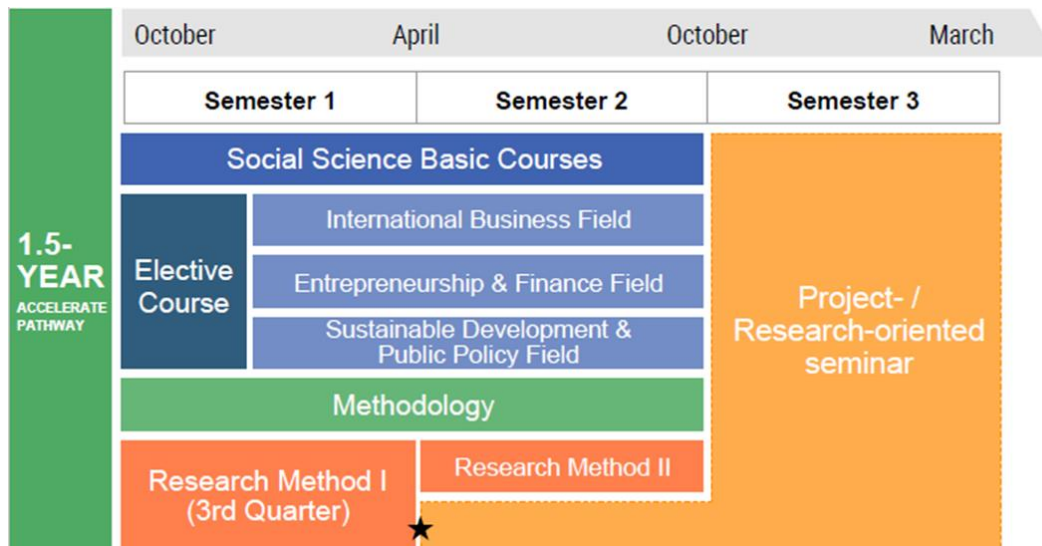 October April October March
Semester 1 Semester 2 Semester 3
1.5-
YEAR
ACCELERATE
PATHWAY
Social Science Basic Courses
Elective
Course
International Business Field
Entrepreneurship & Finance Field
Sustainable Development &
Public Policy Field
Methodology
Research Method I
(3rd Quarter)
Research Method II
Project- /
Research-oriented
seminar